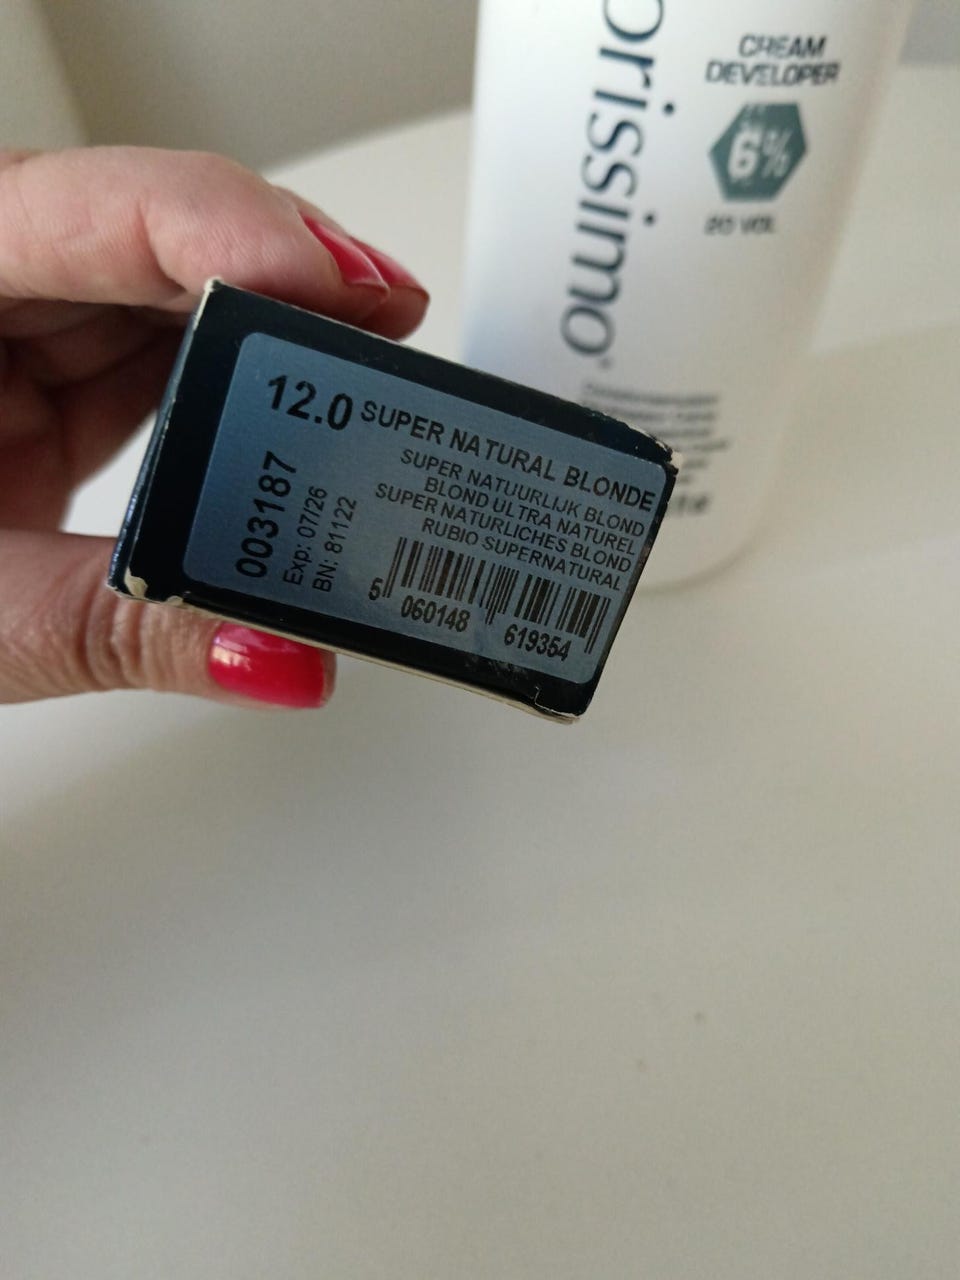 orissimo
CREAM
DEVELOPER
6%
20 VOL
12.0 SUPER NATURAL BLONDE
SUPER NATUURLIJK BLOND
BLOND ULTRA NATUREL
SUPER NATURLICHES BLOND
RUBIO SUPERNATURAL
003187
Exp: 07/26
BN: 81122
5 060148 619354